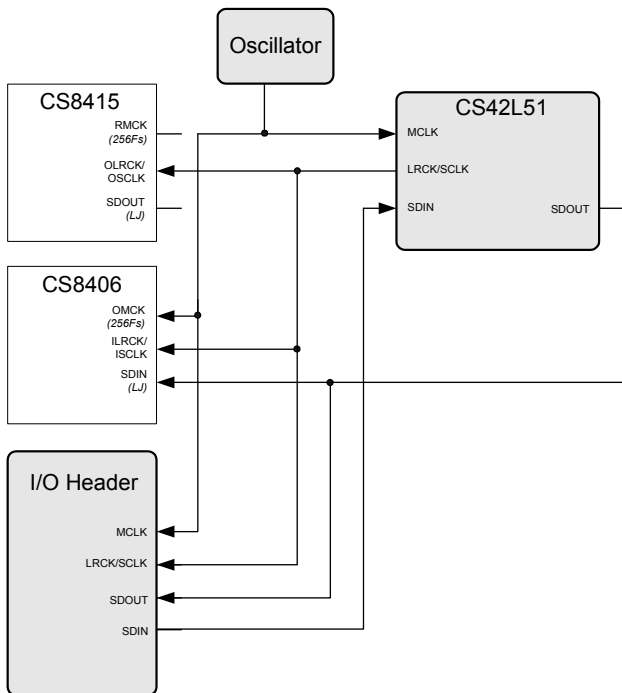 Oscillator
CS8415
RMCK
(256Fs)
OLRCK/
OSCLK
SDOUT
(LJ)
CS42L51
MCLK
LRCK/SCLK
SDIN
SDOUT
CS8406
OMCK
(256Fs)
ILRCK/
ISCLK
SDIN
(LJ)
I/O Header
MCLK
LRCK/SCLK
SDOUT
SDIN